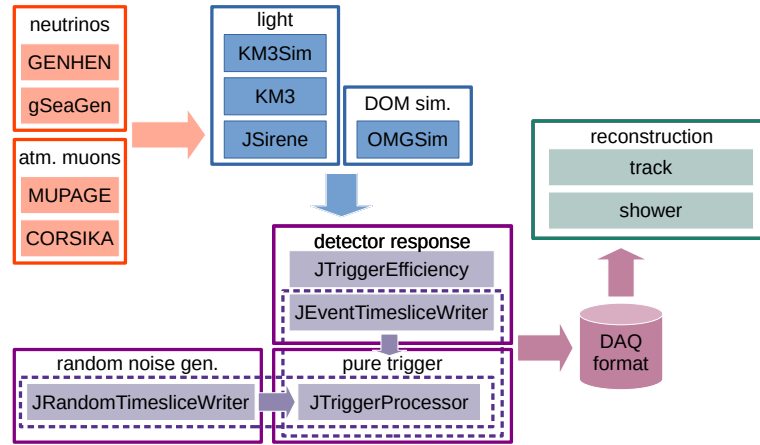 neutrinos
GENHEN
gSeaGen
atm. muons
MUPAGE
CORSIKA
light
KM3Sim
KM3
JSirene
DOM sim.
OMGSim
detector response
JTriggerEfficiency
JEventTimesliceWriter
random noise gen.
JRandomTimesliceWriter
pure trigger
JTriggerProcessor
DAQ
format
reconstruction
track
shower